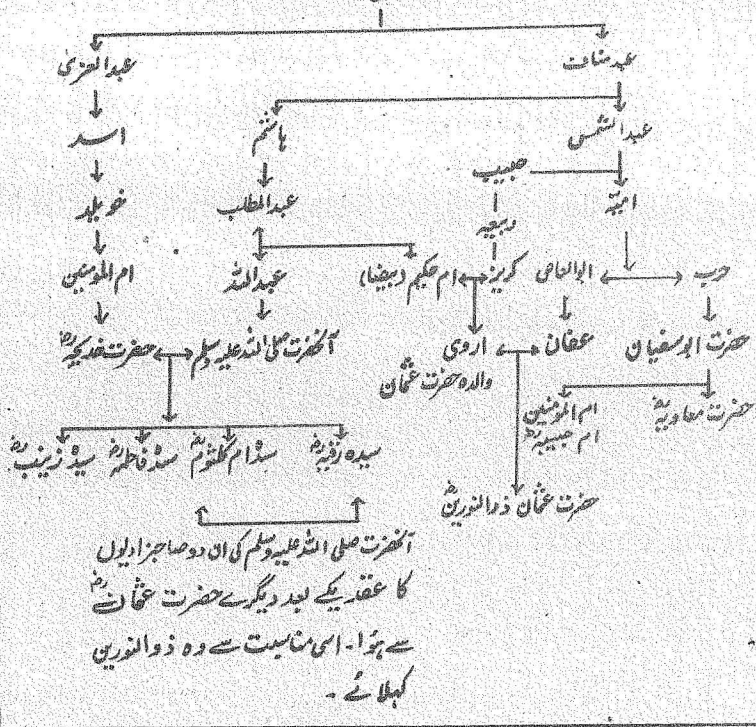 عبد مناف عبدالعزیٰ
عبدالشمس ہاشم اسد
حبیب
امیہ عبدالمطلب خویلد
ربیعہ
حرب ابوالعاص کریز ام حکیم (بیضا) عبداللہ ام المومنین
حضرت ابوسفیان عفان اروی آنحضرت صلی اللہ علیہ وسلم حضرت خدیجہؓ
والدہ حضرت عثمان
حضرت معاویہؓ ام المومنین
ام حبیبہؓ
سیدہ رقیہؓ سیدہ ام کلثومؓ سیدہ فاطمہؓ سیدہ زینبؓ
حضرت عثمان ذوالنورینؓ
آنحضرت صلی اللہ علیہ وسلم کی ان دو صاحبزادیوں
کا عقد یکے بعد دیگرے حضرت عثمانؓ
سے ہؤا۔ اسی مناسبت سے وہ ذوالنورین
کہلائے۔